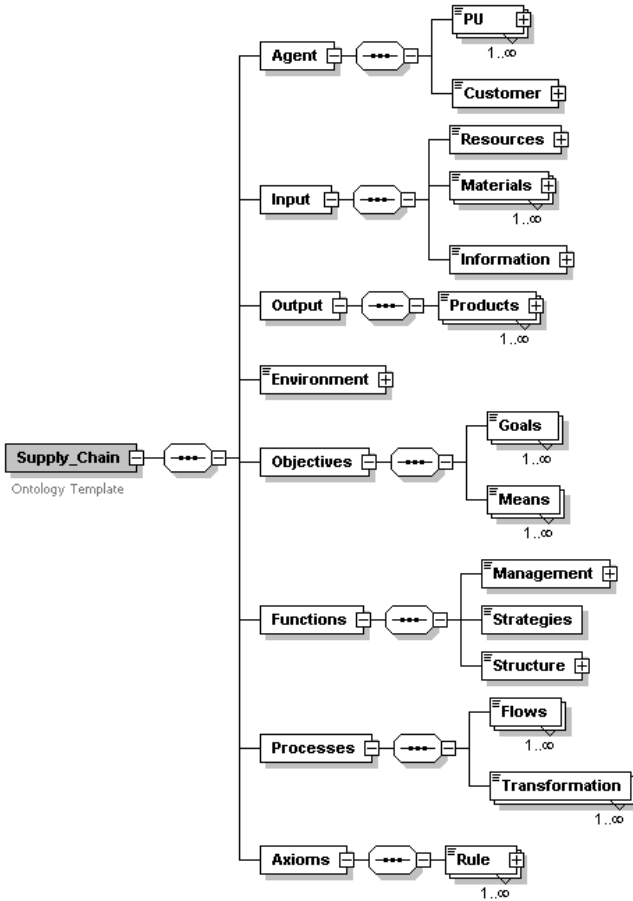 PU
1..∞
Agent
Customer
Resources
Materials
1..∞
Input
Information
Output
Products
1..∞
Environment
Goals
1..∞
Supply_Chain
Ontology Template
Objectives
Means
1..∞
Management
Functions
Strategies
Structure
Flows
1..∞
Processes
Transformation
1..∞
Axioms
Rule
1..∞